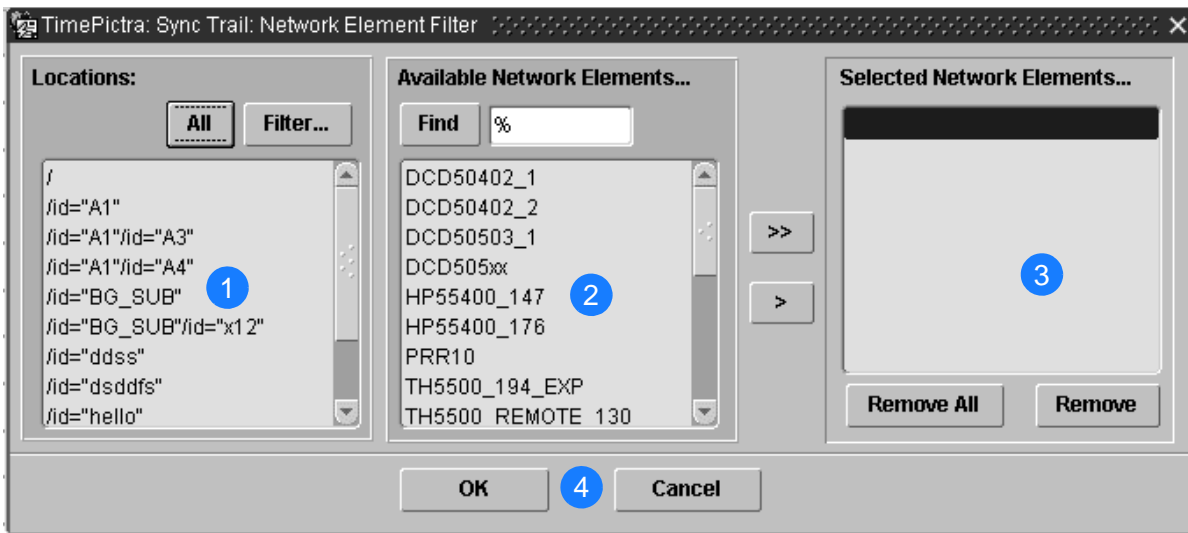 TimePictra: Sync Trail: Network Element Filter
Locations:
All
Filter...
/
/id="A1"
/id="A1"/id="A3"
/id="A1"/id="A4"
/id="BG_SUB"
/id="BG_SUB"/id="x12"
/id="ddss"
/id="dsddfs"
/id="hello"
1
Available Network Elements...
Find
%
DCD50402_1
DCD50402_2
DCD50503_1
DCD505xx
HP55400_147
HP55400_176
PRR10
TH5500_194_EXP
TH5500_REMOTE_130
2
>>
>
Selected Network Elements...
3
Remove All
Remove
OK
4
Cancel